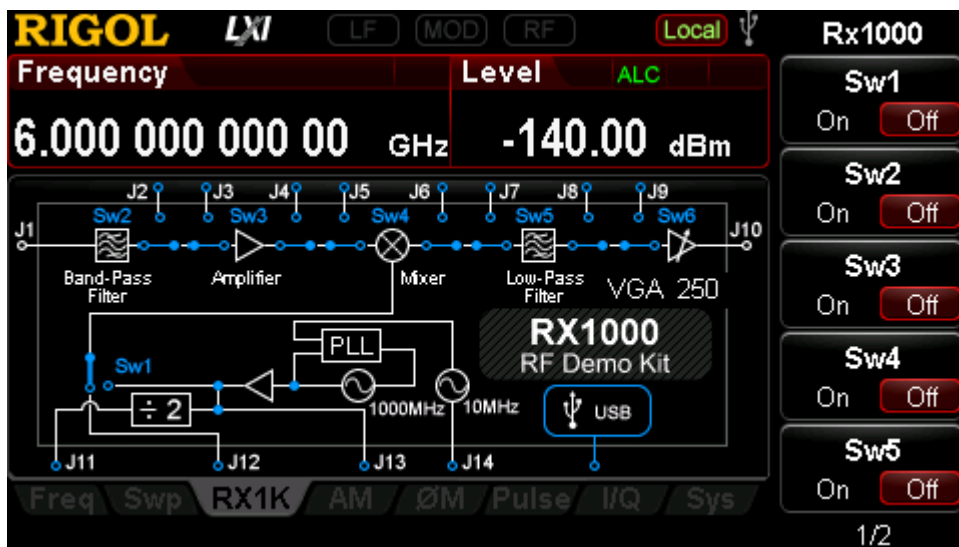 RIGOL LXI LF MOD RF Local Rx1000
Frequency Level ALC
6.000 000 000 00 GHz -140.00 dBm
Sw1
On Off
Sw2
On Off
Sw3
On Off
Sw4
On Off
Sw5
On Off
1/2
J2 J3 J4 J5 J6 J7 J8 J9
J1 Sw2 Sw3 Sw4 Sw5 Sw6 J10
Band-Pass Filter
Amplifier
Mixer
Low-Pass Filter
VGA 250
RX1000
RF Demo Kit
PLL
Sw1
÷ 2
1000MHz 10MHz
USB
J11 J12 J13 J14
Freq Swp RX1K AM ØM Pulse I/Q Sys